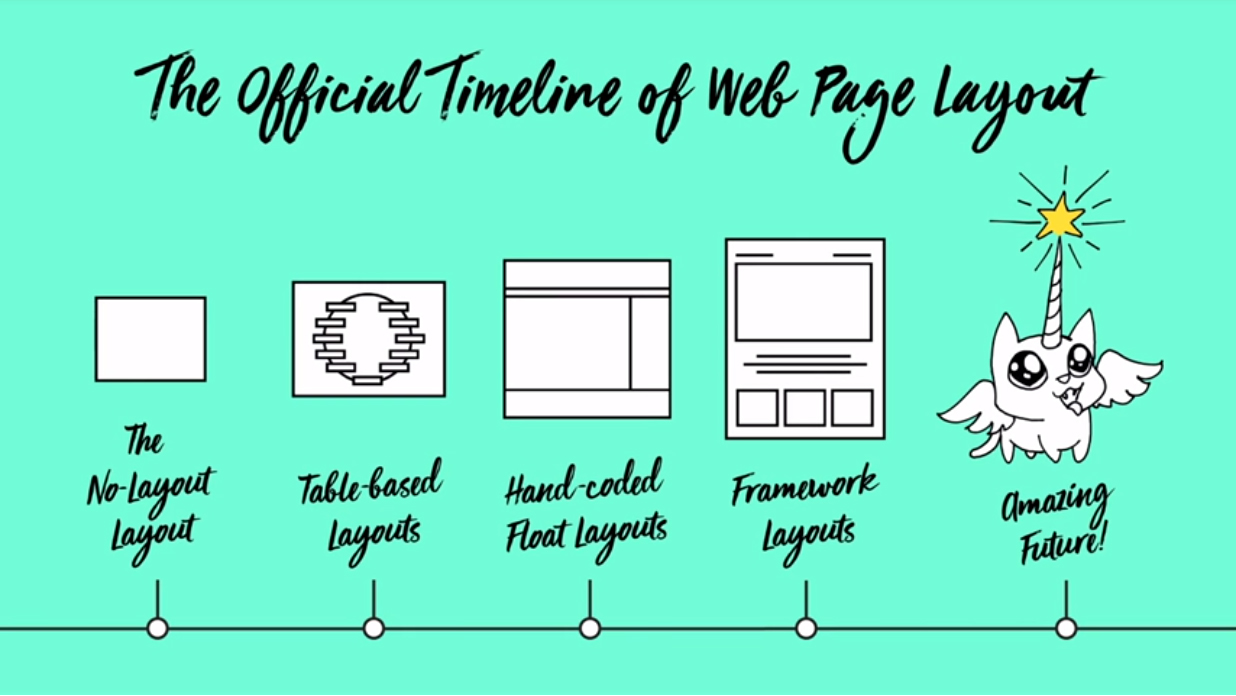 The Official Timeline of Web Page Layout
The
No-Layout
Layout
Table-based
Layouts
Hand-coded
Float Layouts
Framework
Layouts
Amazing
Future!